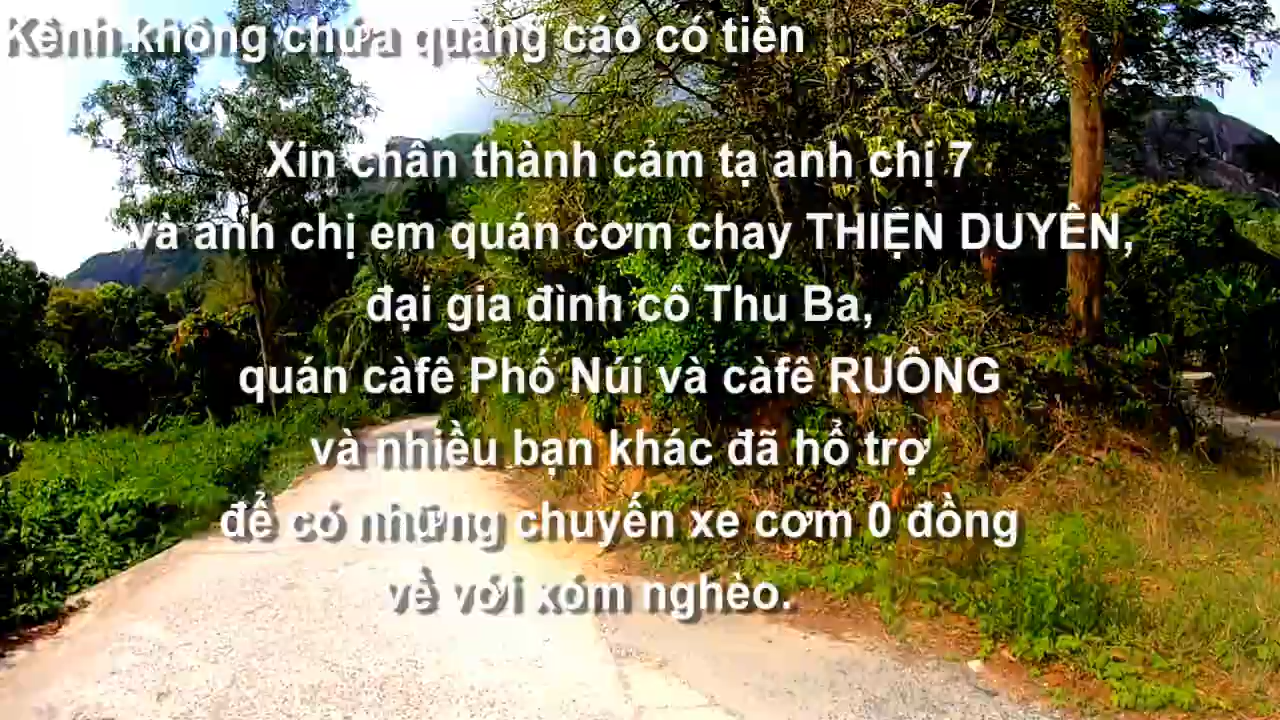 Kênh không chứa quảng cáo có tiền
Xin chân thành cảm tạ anh chị 7
và anh chị em quán cơm chay THIỆN DUYÊN,
đại gia đình cô Thu Ba,
quán càfê Phố Núi và càfê RUÔNG
và nhiều bạn khác đã hổ trợ
để có những chuyến xe cơm 0 đồng
về với xóm nghèo.